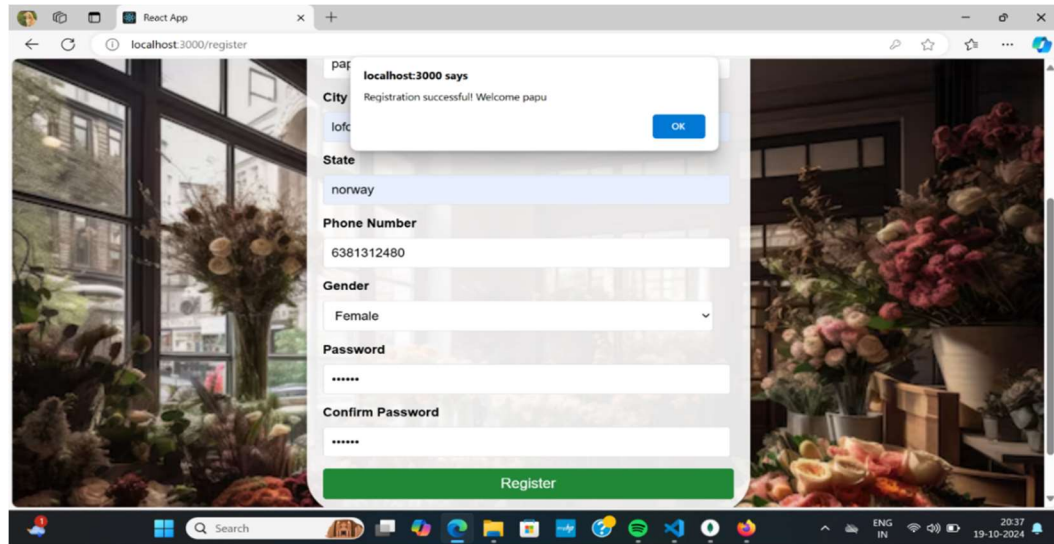 React App
localhost:3000/register
localhost:3000 says
Registration successful! Welcome papu
OK
City
State
norway
Phone Number
6381312480
Gender
Female
Password
••••••
Confirm Password
••••••
Register
Search
ENG
IN
20:37
19-10-2024